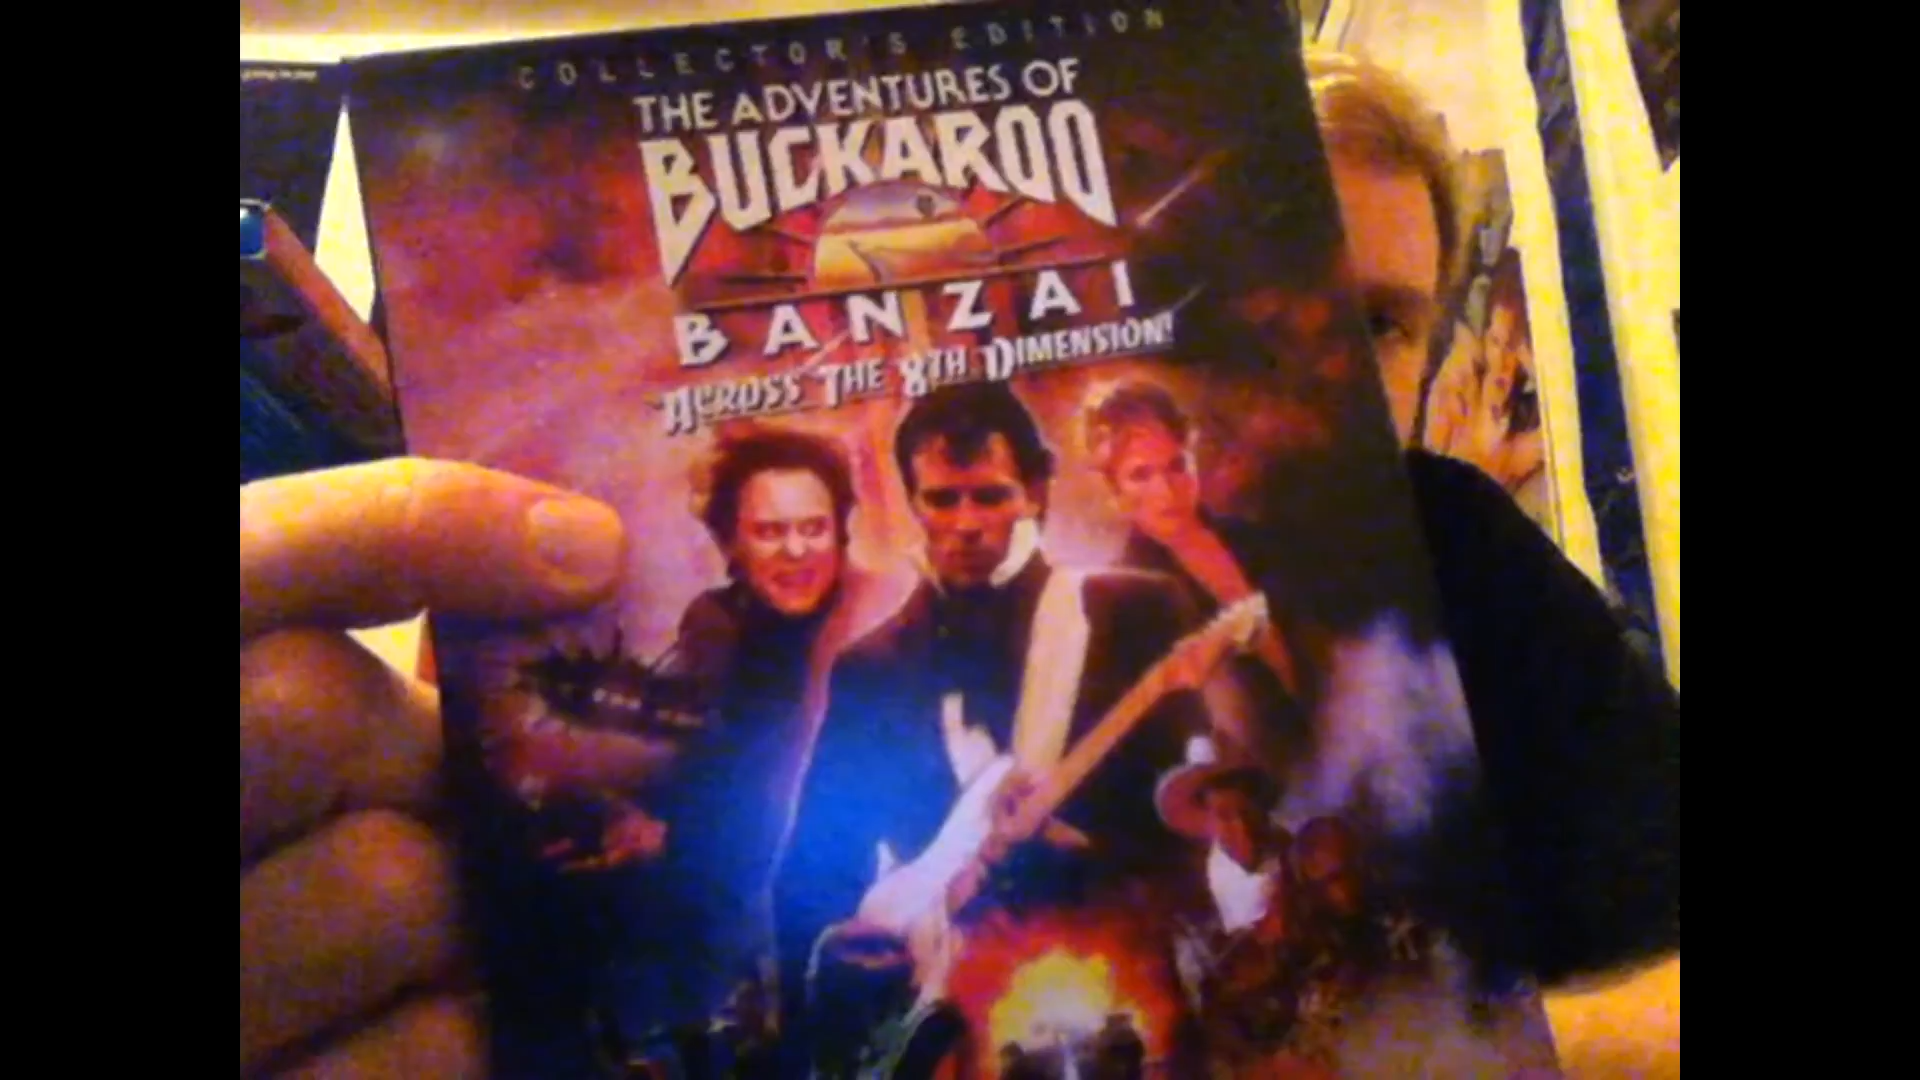 COLLECTOR'S EDITION
THE ADVENTURES OF
BUCKAROO
BANZAI
ACROSS THE 8TH DIMENSION!